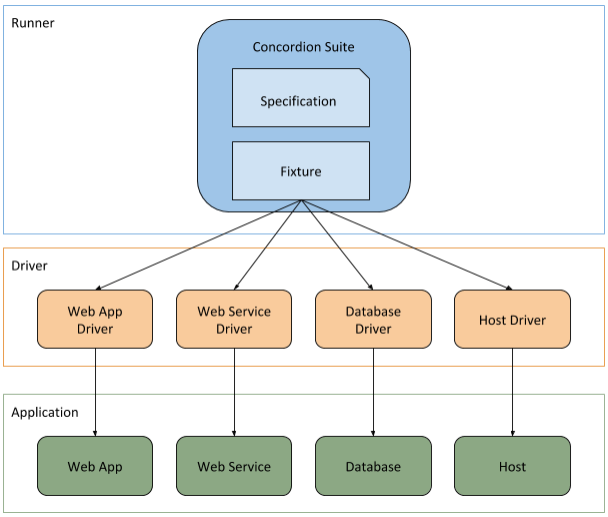 Runner
Concordion Suite
Specification
Fixture
Driver
Web App
Driver
Web Service
Driver
Database
Driver
Host Driver
Application
Web App
Web Service
Database
Host